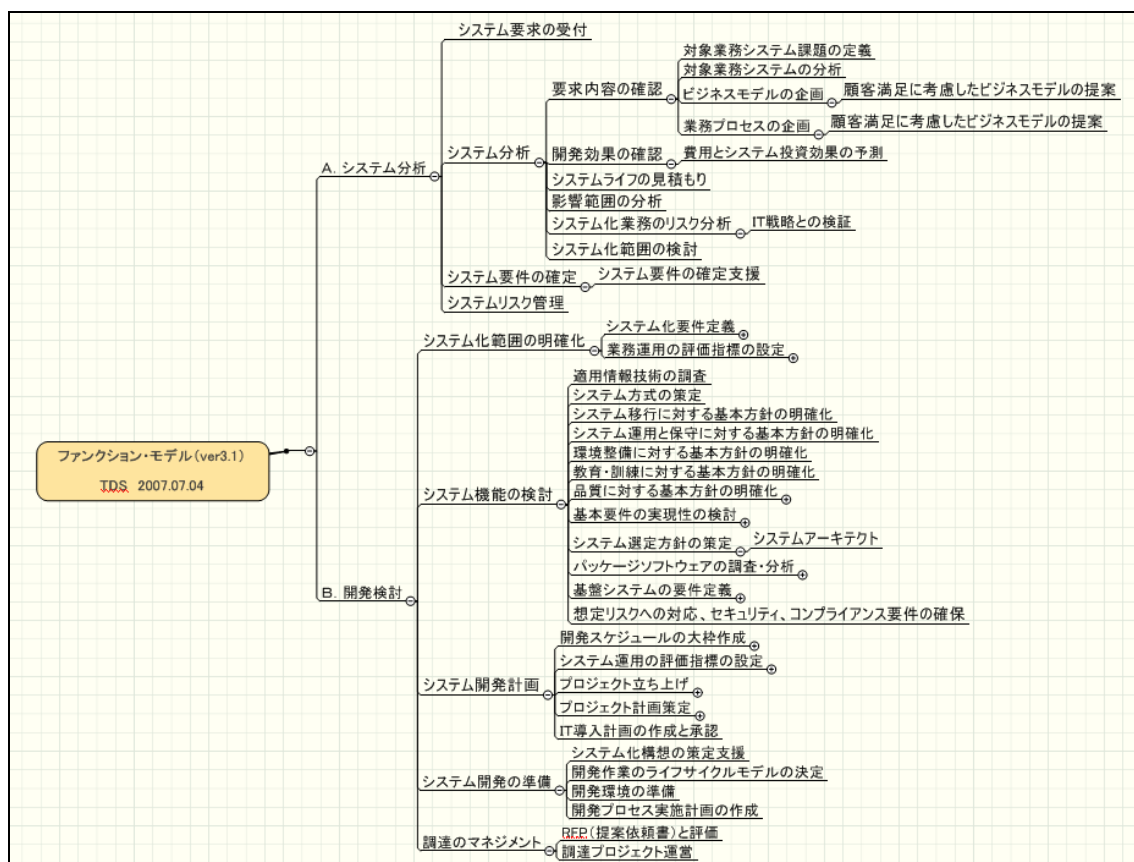 ファンクション・モデル(ver3.1)
TDS 2007.07.04
A. システム分析
システム要求の受付
システム分析
要求内容の確認
対象業務システム課題の定義
対象業務システムの分析
ビジネスモデルの企画
顧客満足に考慮したビジネスモデルの提案
業務プロセスの企画
顧客満足に考慮したビジネスモデルの提案
開発効果の確認
費用とシステム投資効果の予測
システムライフの見積もり
影響範囲の分析
システム化業務のリスク分析
IT戦略との検証
システム化範囲の検討
システム要件の確定
システム要件の確定支援
システムリスク管理
B. 開発検討
システム化範囲の明確化
システム化要件定義
業務運用の評価指標の設定
システム機能の検討
適用情報技術の調査
システム方式の策定
システム移行に対する基本方針の明確化
システム運用と保守に対する基本方針の明確化
環境整備に対する基本方針の明確化
教育・訓練に対する基本方針の明確化
品質に対する基本方針の明確化
基本要件の実現性の検討
システム選定方針の策定
システムアーキテクト
パッケージソフトウェアの調査・分析
基盤システムの要件定義
想定リスクへの対応、セキュリティ、コンプライアンス要件の確保
システム開発計画
開発スケジュールの大枠作成
システム運用の評価指標の設定
プロジェクト立ち上げ
プロジェクト計画策定
IT導入計画の作成と承認
システム開発の準備
システム化構想の策定支援
開発作業のライフサイクルモデルの決定
開発環境の準備
開発プロセス実施計画の作成
調達のマネジメント
RFP(提案依頼書)と評価
調達プロジェクト運営